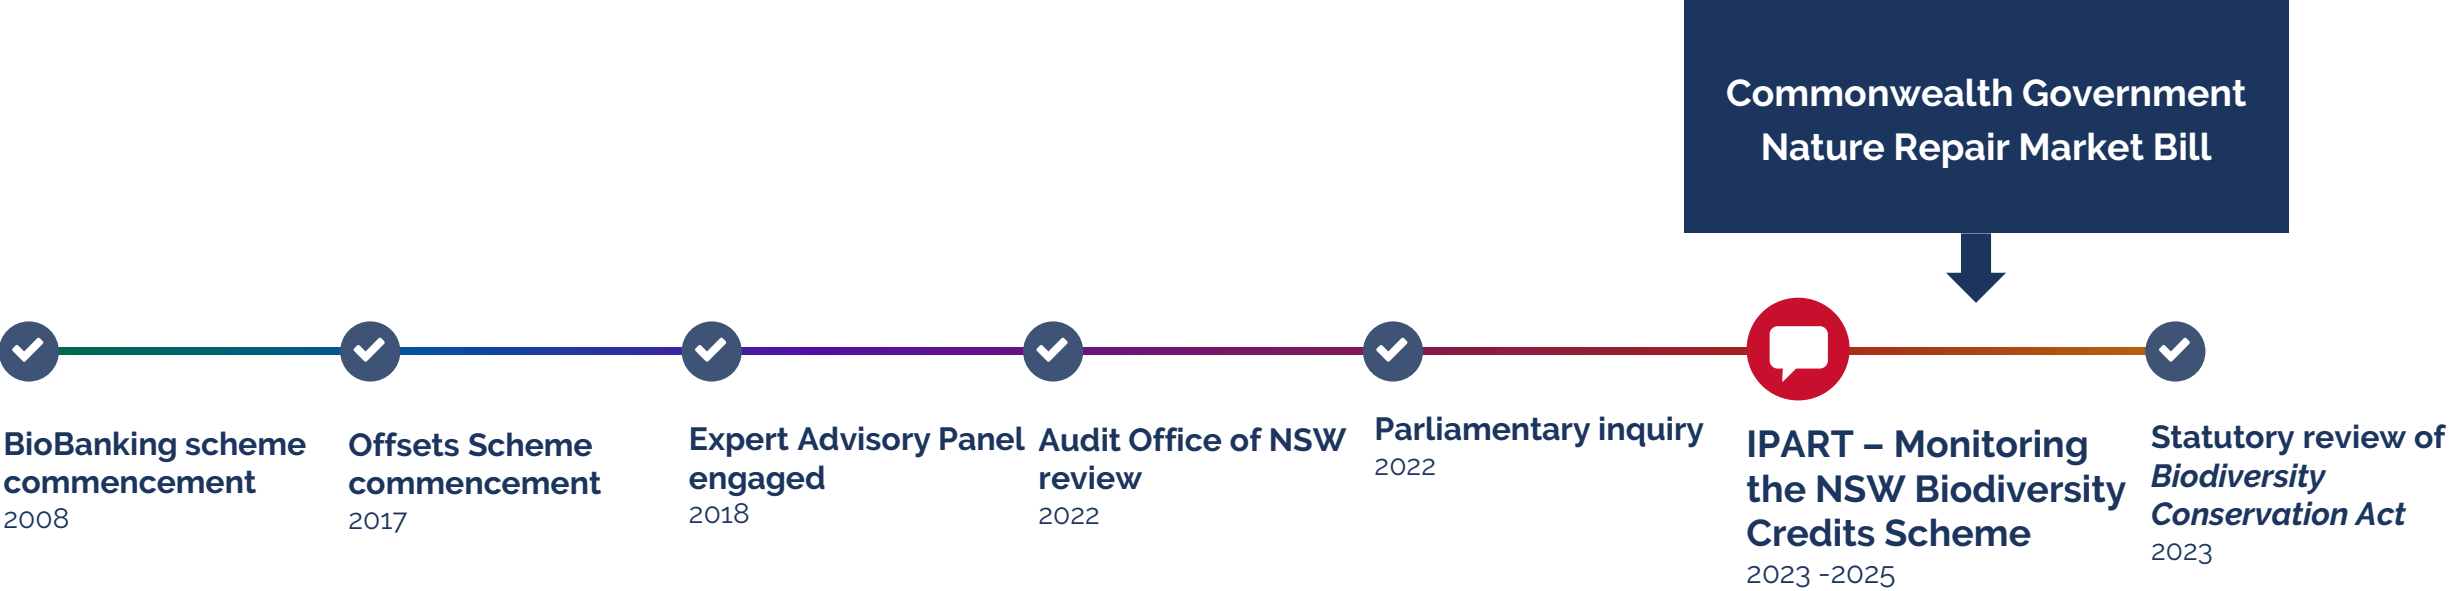 Commonwealth Government
Nature Repair Market Bill
BioBanking scheme
commencement
2008
Offsets Scheme
commencement
2017
Expert Advisory Panel
engaged
2018
Audit Office of NSW
review
2022
Parliamentary inquiry
2022
IPART – Monitoring
the NSW Biodiversity
Credits Scheme
2023 -2025
Statutory review of
Biodiversity
Conservation Act
2023